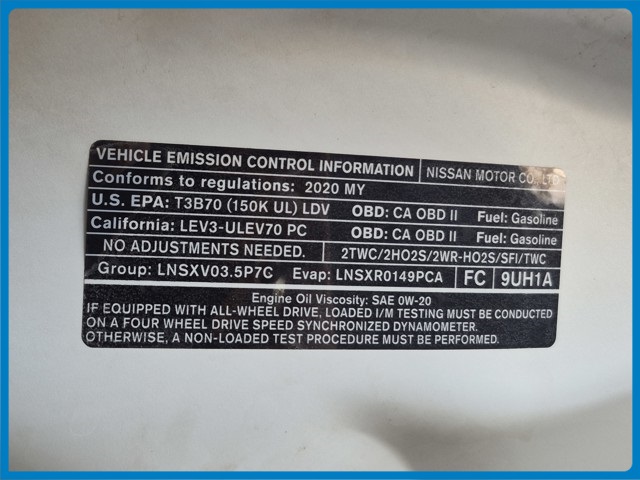 VEHICLE EMISSION CONTROL INFORMATION NISSAN MOTOR CO., LTD
Conforms to regulations: 2020 MY
U.S. EPA: T3B70 (150K UL) LDV OBD: CA OBD II Fuel: Gasoline
California: LEV3-ULEV70 PC OBD: CA OBD II Fuel: Gasoline
NO ADJUSTMENTS NEEDED. 2TWC/2HO2S/2WR-HO2S/SFI/TWC
Group: LNSXV03.5P7C Evap: LNSXR0149PCA FC 9UH1A
Engine Oil Viscosity: SAE 0W-20
IF EQUIPPED WITH ALL-WHEEL DRIVE, LOADED I/M TESTING MUST BE CONDUCTED
ON A FOUR WHEEL DRIVE SPEED SYNCHRONIZED DYNAMOMETER.
OTHERWISE, A NON-LOADED TEST PROCEDURE MUST BE PERFORMED.